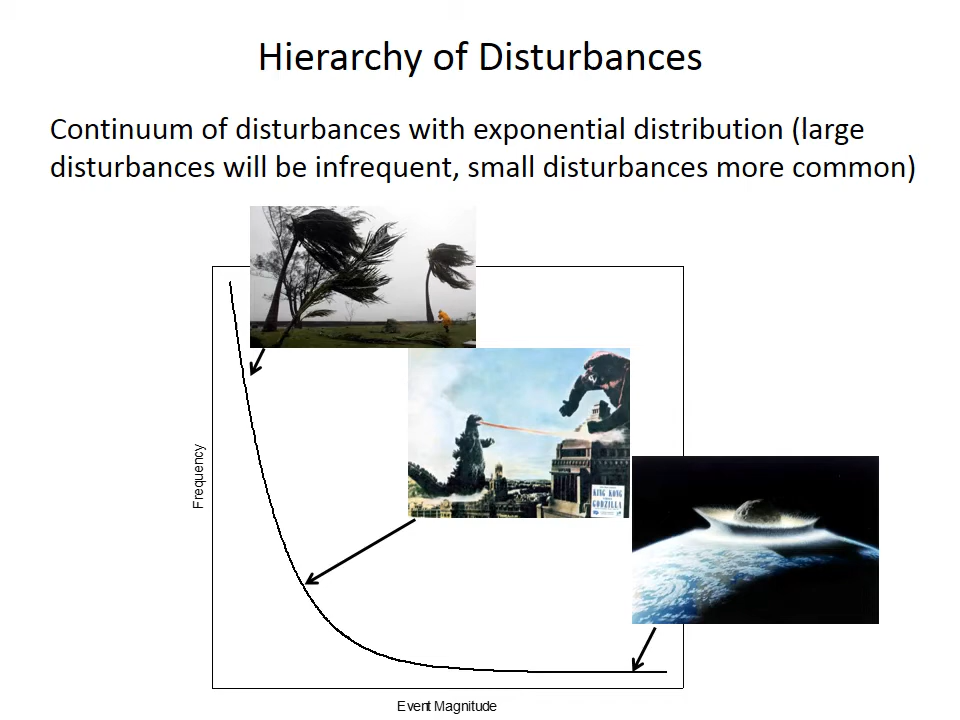 Hierarchy of Disturbances
Continuum of disturbances with exponential distribution (large
disturbances will be infrequent, small disturbances more common)
KING KONG
GODZILLA
Frequency
Event Magnitude